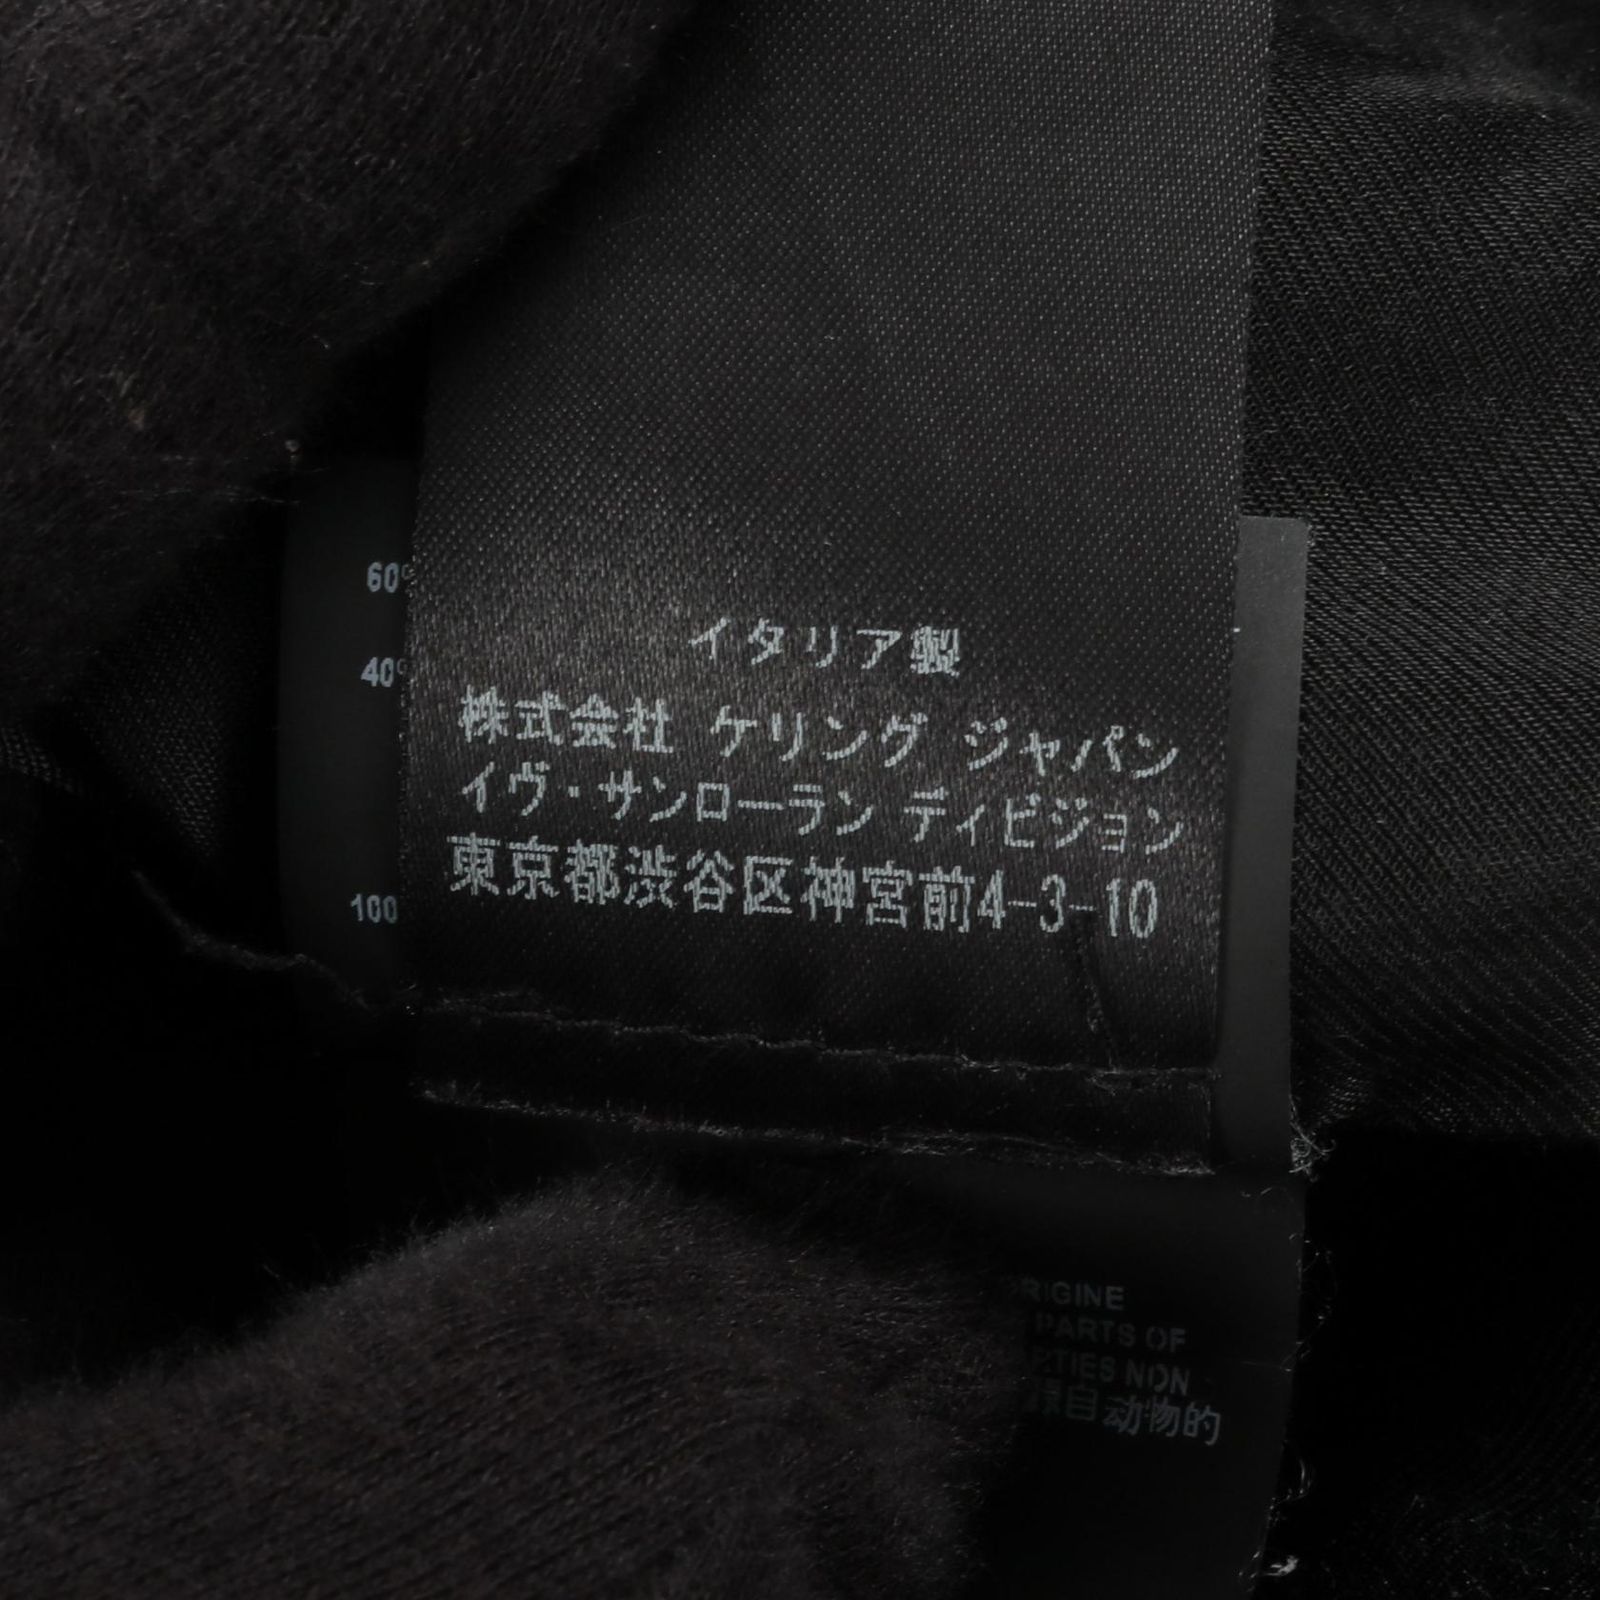 60%
40%
100
イタリア製
株式会社 ケリング ジャパン
イヴ・サンローラン ディビジョン
東京都渋谷区神宮前4-3-10
PARTS OF
NON
自动物的